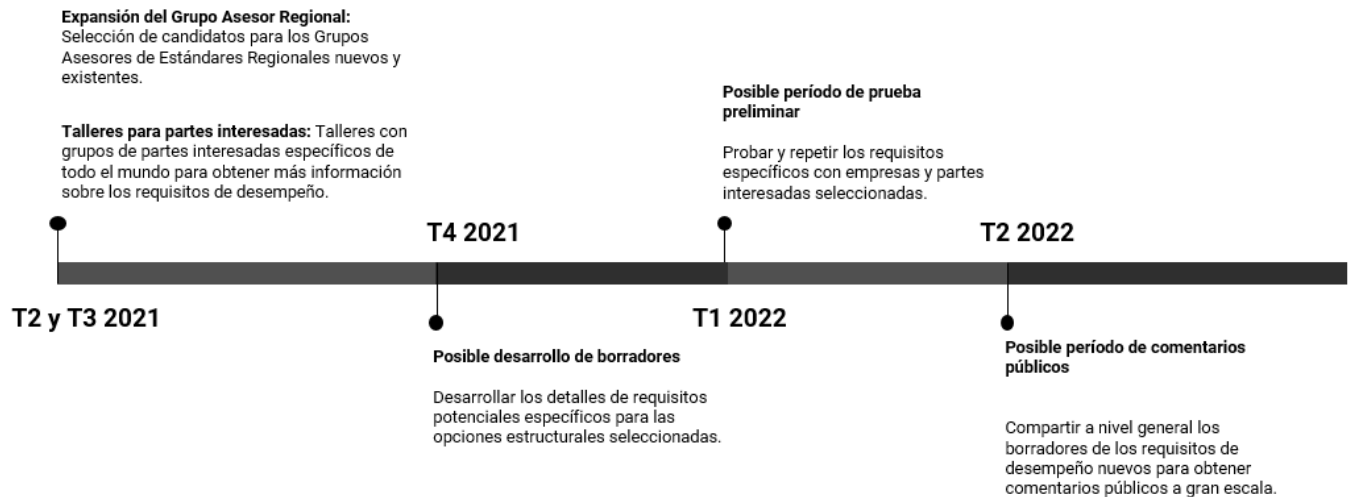 Expansión del Grupo Asesor Regional:
Selección de candidatos para los Grupos
Asesores de Estándares Regionales nuevos y
existentes.
Talleres para partes interesadas: Talleres con
grupos de partes interesadas específicos de
todo el mundo para obtener más información
sobre los requisitos de desempeño.
T2 y T3 2021
T4 2021
Posible desarrollo de borradores
Desarrollar los detalles de requisitos
potenciales específicos para las
opciones estructurales seleccionadas.
Posible período de prueba
preliminar
Probar y repetir los requisitos
específicos con empresas y partes
interesadas seleccionadas.
T1 2022
T2 2022
Posible período de comentarios
públicos
Compartir a nivel general los
borradores de los requisitos de
desempeño nuevos para obtener
comentarios públicos a gran escala.